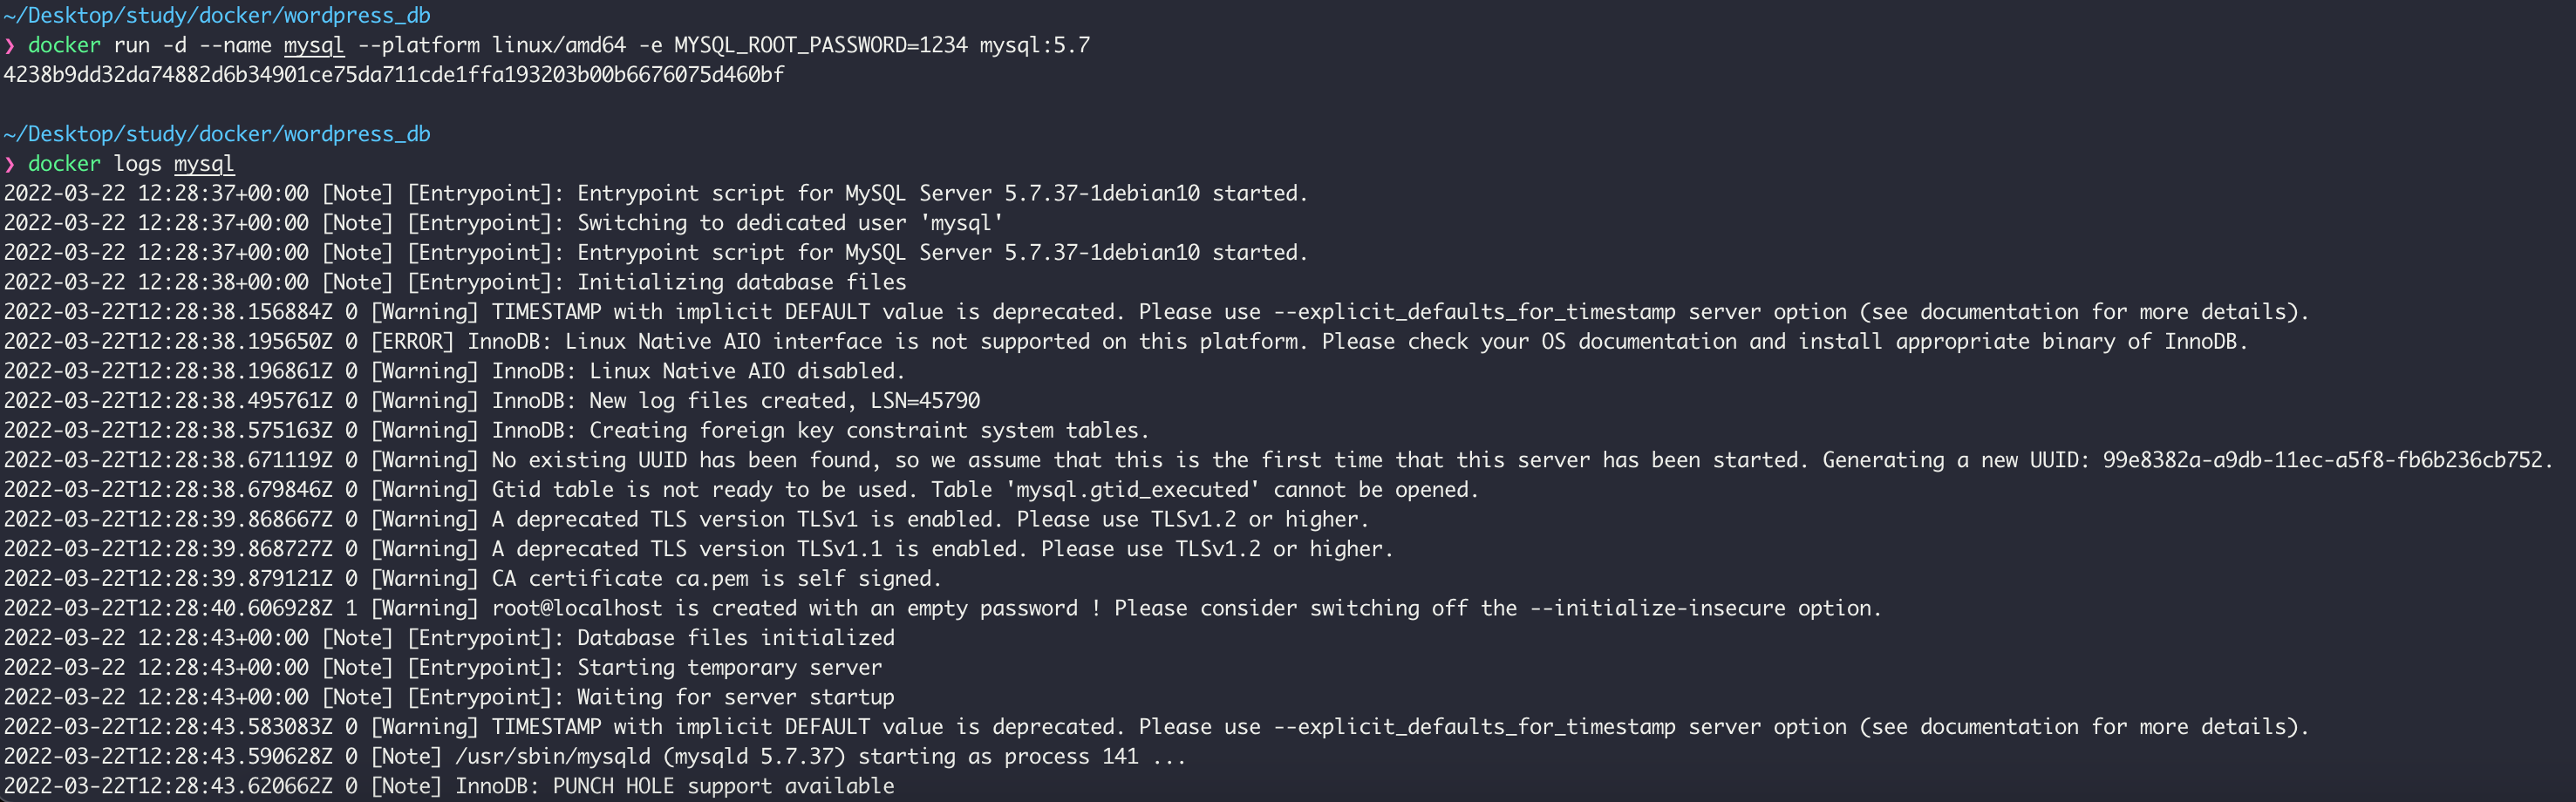 ~/Desktop/study/docker/wordpress_db
❯ docker run -d --name mysql --platform linux/amd64 -e MYSQL_ROOT_PASSWORD=1234 mysql:5.7
4238b9dd32da74882d6b34901ce75da711cde1ffa193203b00b6676075d460bf
~/Desktop/study/docker/wordpress_db
❯ docker logs mysql
2022-03-22 12:28:37+00:00 [Note] [Entrypoint]: Entrypoint script for MySQL Server 5.7.37-1debian10 started.
2022-03-22 12:28:37+00:00 [Note] [Entrypoint]: Switching to dedicated user 'mysql'
2022-03-22 12:28:37+00:00 [Note] [Entrypoint]: Entrypoint script for MySQL Server 5.7.37-1debian10 started.
2022-03-22 12:28:38+00:00 [Note] [Entrypoint]: Initializing database files
2022-03-22T12:28:38.156884Z 0 [Warning] TIMESTAMP with implicit DEFAULT value is deprecated. Please use --explicit_defaults_for_timestamp server option (see documentation for more details).
2022-03-22T12:28:38.195650Z 0 [ERROR] InnoDB: Linux Native AIO interface is not supported on this platform. Please check your OS documentation and install appropriate binary of InnoDB.
2022-03-22T12:28:38.196861Z 0 [Warning] InnoDB: Linux Native AIO disabled.
2022-03-22T12:28:38.495761Z 0 [Warning] InnoDB: New log files created, LSN=45790
2022-03-22T12:28:38.575163Z 0 [Warning] InnoDB: Creating foreign key constraint system tables.
2022-03-22T12:28:38.671119Z 0 [Warning] No existing UUID has been found, so we assume that this is the first time that this server has been started. Generating a new UUID: 99e8382a-a9db-11ec-a5f8-fb6b236cb752.
2022-03-22T12:28:38.679846Z 0 [Warning] Gtid table is not ready to be used. Table 'mysql.gtid_executed' cannot be opened.
2022-03-22T12:28:39.868667Z 0 [Warning] A deprecated TLS version TLSv1 is enabled. Please use TLSv1.2 or higher.
2022-03-22T12:28:39.868727Z 0 [Warning] A deprecated TLS version TLSv1.1 is enabled. Please use TLSv1.2 or higher.
2022-03-22T12:28:39.879121Z 0 [Warning] CA certificate ca.pem is self signed.
2022-03-22T12:28:40.606928Z 1 [Warning] root@localhost is created with an empty password ! Please consider switching off the --initialize-insecure option.
2022-03-22 12:28:43+00:00 [Note] [Entrypoint]: Database files initialized
2022-03-22 12:28:43+00:00 [Note] [Entrypoint]: Starting temporary server
2022-03-22 12:28:43+00:00 [Note] [Entrypoint]: Waiting for server startup
2022-03-22T12:28:43.583083Z 0 [Warning] TIMESTAMP with implicit DEFAULT value is deprecated. Please use --explicit_defaults_for_timestamp server option (see documentation for more details).
2022-03-22T12:28:43.590628Z 0 [Note] /usr/sbin/mysqld (mysqld 5.7.37) starting as process 141 ...
2022-03-22T12:28:43.620662Z 0 [Note] InnoDB: PUNCH HOLE support available